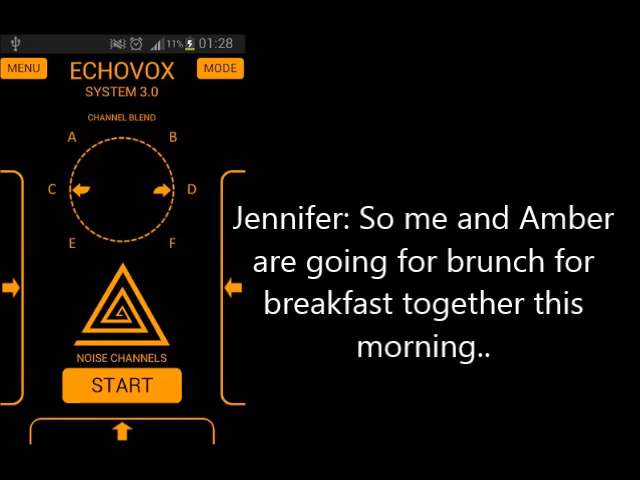 11% 01:28
MENU ECHOVOX MODE
SYSTEM 3.0
CHANNEL BLEND
A B
C D
E F
Jennifer: So me and Amber
are going for brunch for
breakfast together this
morning..
NOISE CHANNELS
START